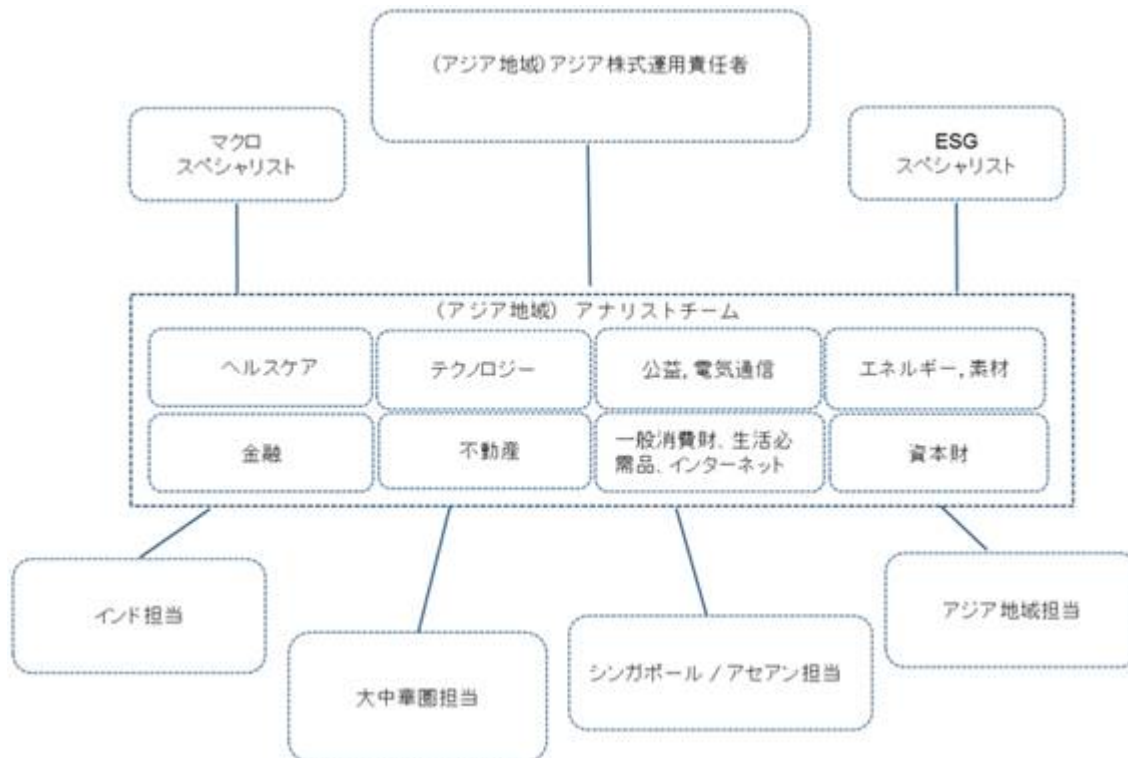 (アジア地域)アジア株式運用責任者
マクロ
スペシャリスト
ESG
スペシャリスト
(アジア地域) アナリストチーム
ヘルスケア
テクノロジー
公益,電気通信
エネルギー,素材
金融
不動産
一般消費財、生活必
需品、インターネット
資本財
インド担当
大中華圏担当
シンガポール / アセアン担当
アジア地域担当